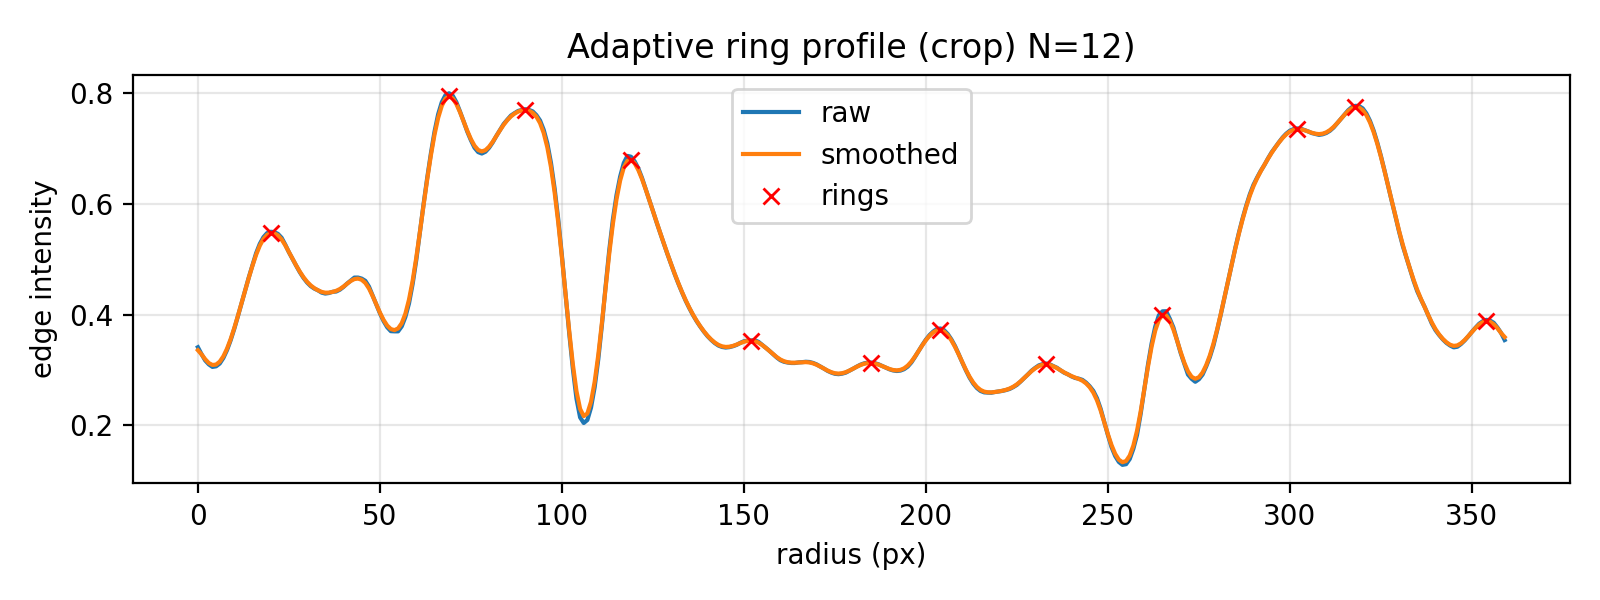 Adaptive ring profile (crop) N=12)
raw
smoothed
rings
edge intensity
0.8
0.6
0.4
0.2
0 50 100 150 200 250 300 350
radius (px)